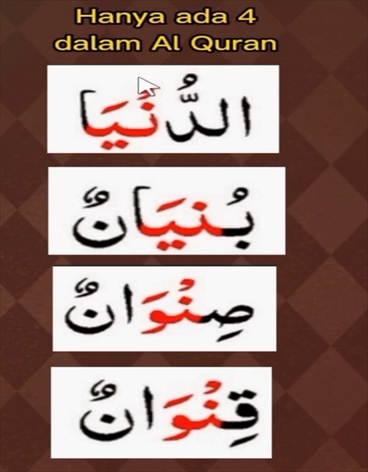 Hanya ada 4
dalam Al Quran
الدُّنْيَا
بُنْيَانٌ
صِنْوَانٌ
قِنْوَانٌ